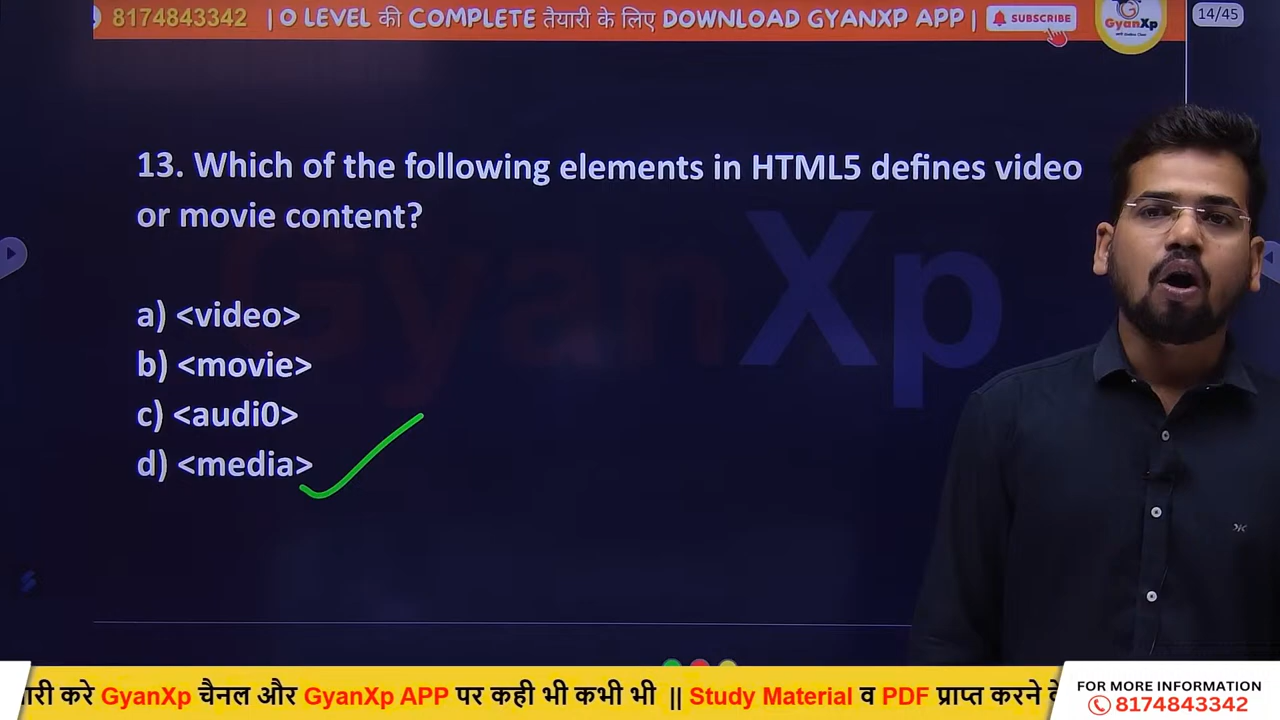 8174843342 | O LEVEL की COMPLETE तैयारी के लिए DOWNLOAD GYANXP APP | SUBSCRIBE
GyanXp
14/45
13. Which of the following elements in HTML5 defines video
or movie content?
GyanXp
a) <video>
b) <movie>
c) <audi0>
d) <media>
ारी करे GyanXp चैनल और GyanXp APP पर कही भी कभी भी || Study Material व PDF प्राप्त करने
FOR MORE INFORMATION
8174843342